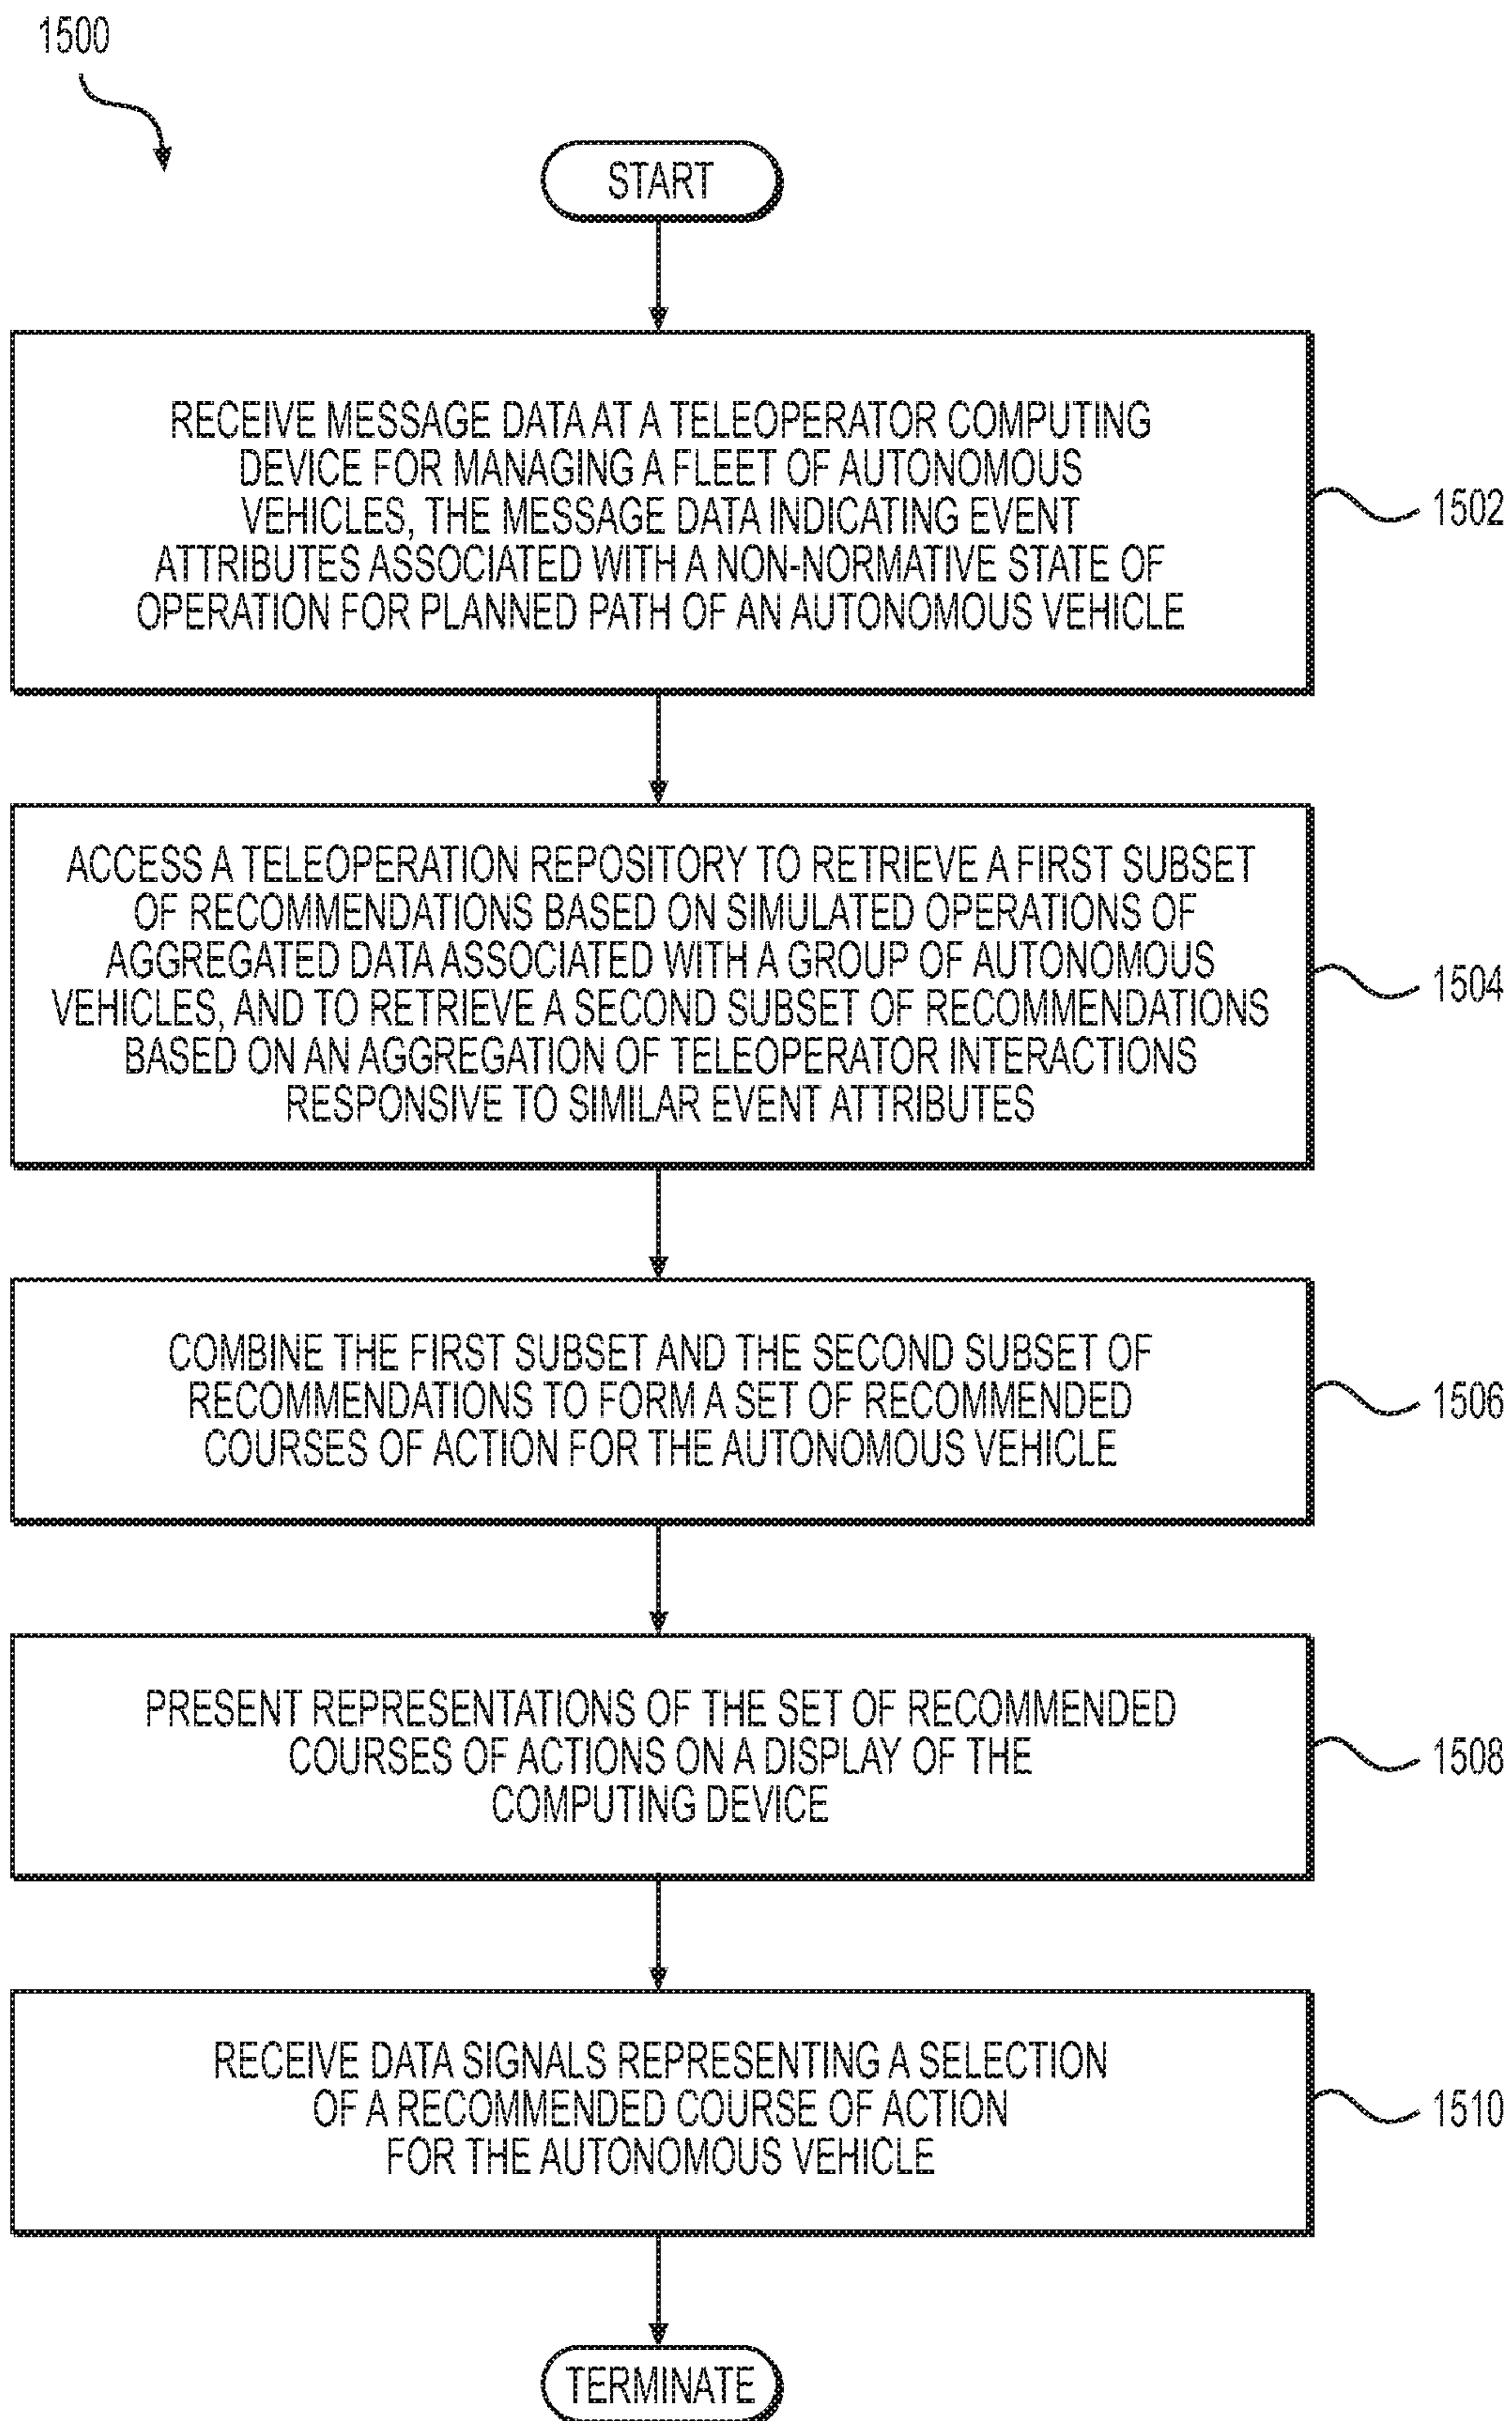 1500
START
RECEIVE MESSAGE DATA AT A TELEOPERATOR COMPUTING
DEVICE FOR MANAGING A FLEET OF AUTONOMOUS
VEHICLES, THE MESSAGE DATA INDICATING EVENT
ATTRIBUTES ASSOCIATED WITH A NON-NORMATIVE STATE OF
OPERATION FOR PLANNED PATH OF AN AUTONOMOUS VEHICLE
1502
ACCESS A TELEOPERATION REPOSITORY TO RETRIEVE A FIRST SUBSET
OF RECOMMENDATIONS BASED ON SIMULATED OPERATIONS OF
AGGREGATED DATA ASSOCIATED WITH A GROUP OF AUTONOMOUS
VEHICLES, AND TO RETRIEVE A SECOND SUBSET OF RECOMMENDATIONS
BASED ON AN AGGREGATION OF TELEOPERATOR INTERACTIONS
RESPONSIVE TO SIMILAR EVENT ATTRIBUTES
1504
COMBINE THE FIRST SUBSET AND THE SECOND SUBSET OF
RECOMMENDATIONS TO FORM A SET OF RECOMMENDED
COURSES OF ACTION FOR THE AUTONOMOUS VEHICLE
1506
PRESENT REPRESENTATIONS OF THE SET OF RECOMMENDED
COURSES OF ACTIONS ON A DISPLAY OF THE
COMPUTING DEVICE
1508
RECEIVE DATA SIGNALS REPRESENTING A SELECTION
OF A RECOMMENDED COURSE OF ACTION
FOR THE AUTONOMOUS VEHICLE
1510
TERMINATE